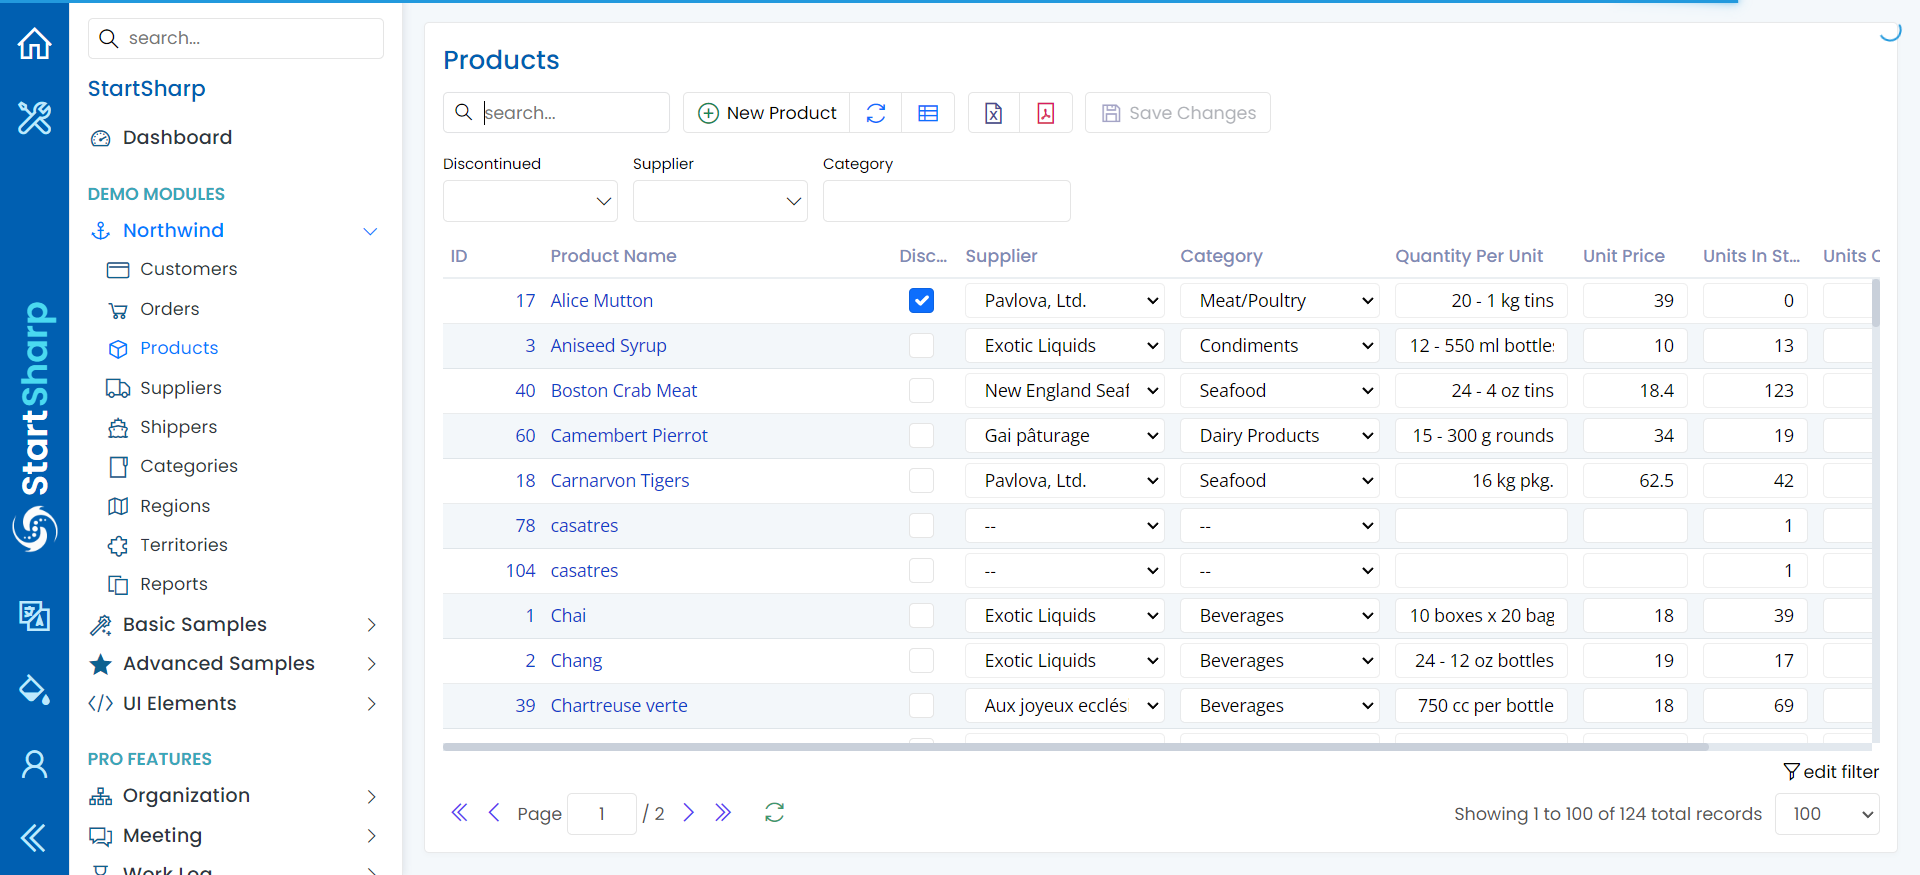 search...
StartSharp
Dashboard
DEMO MODULES
Northwind
Customers
Orders
Products
Suppliers
Shippers
Categories
Regions
Territories
Reports
Basic Samples
Advanced Samples
UI Elements
PRO FEATURES
Organization
Meeting
Work Log
StartSharp
Products
search...
New Product
Save Changes
Discontinued Supplier Category
ID Product Name Disc... Supplier Category Quantity Per Unit Unit Price Units In St... Units
17 Alice Mutton Pavlova, Ltd. Meat/Poultry 20 - 1 kg tins 39 0
3 Aniseed Syrup Exotic Liquids Condiments 12 - 550 ml bottles 10 13
40 Boston Crab Meat New England Seaf Seafood 24 - 4 oz tins 18.4 123
60 Camembert Pierrot Gai pâturage Dairy Products 15 - 300 g rounds 34 19
18 Carnarvon Tigers Pavlova, Ltd. Seafood 16 kg pkg. 62.5 42
78 casatres -- -- 1
104 casatres -- -- 1
1 Chai Exotic Liquids Beverages 10 boxes x 20 bag 18 39
2 Chang Exotic Liquids Beverages 24 - 12 oz bottles 19 17
39 Chartreuse verte Aux joyeux ecclési Beverages 750 cc per bottle 18 69
edit filter
Page 1 / 2
Showing 1 to 100 of 124 total records 100